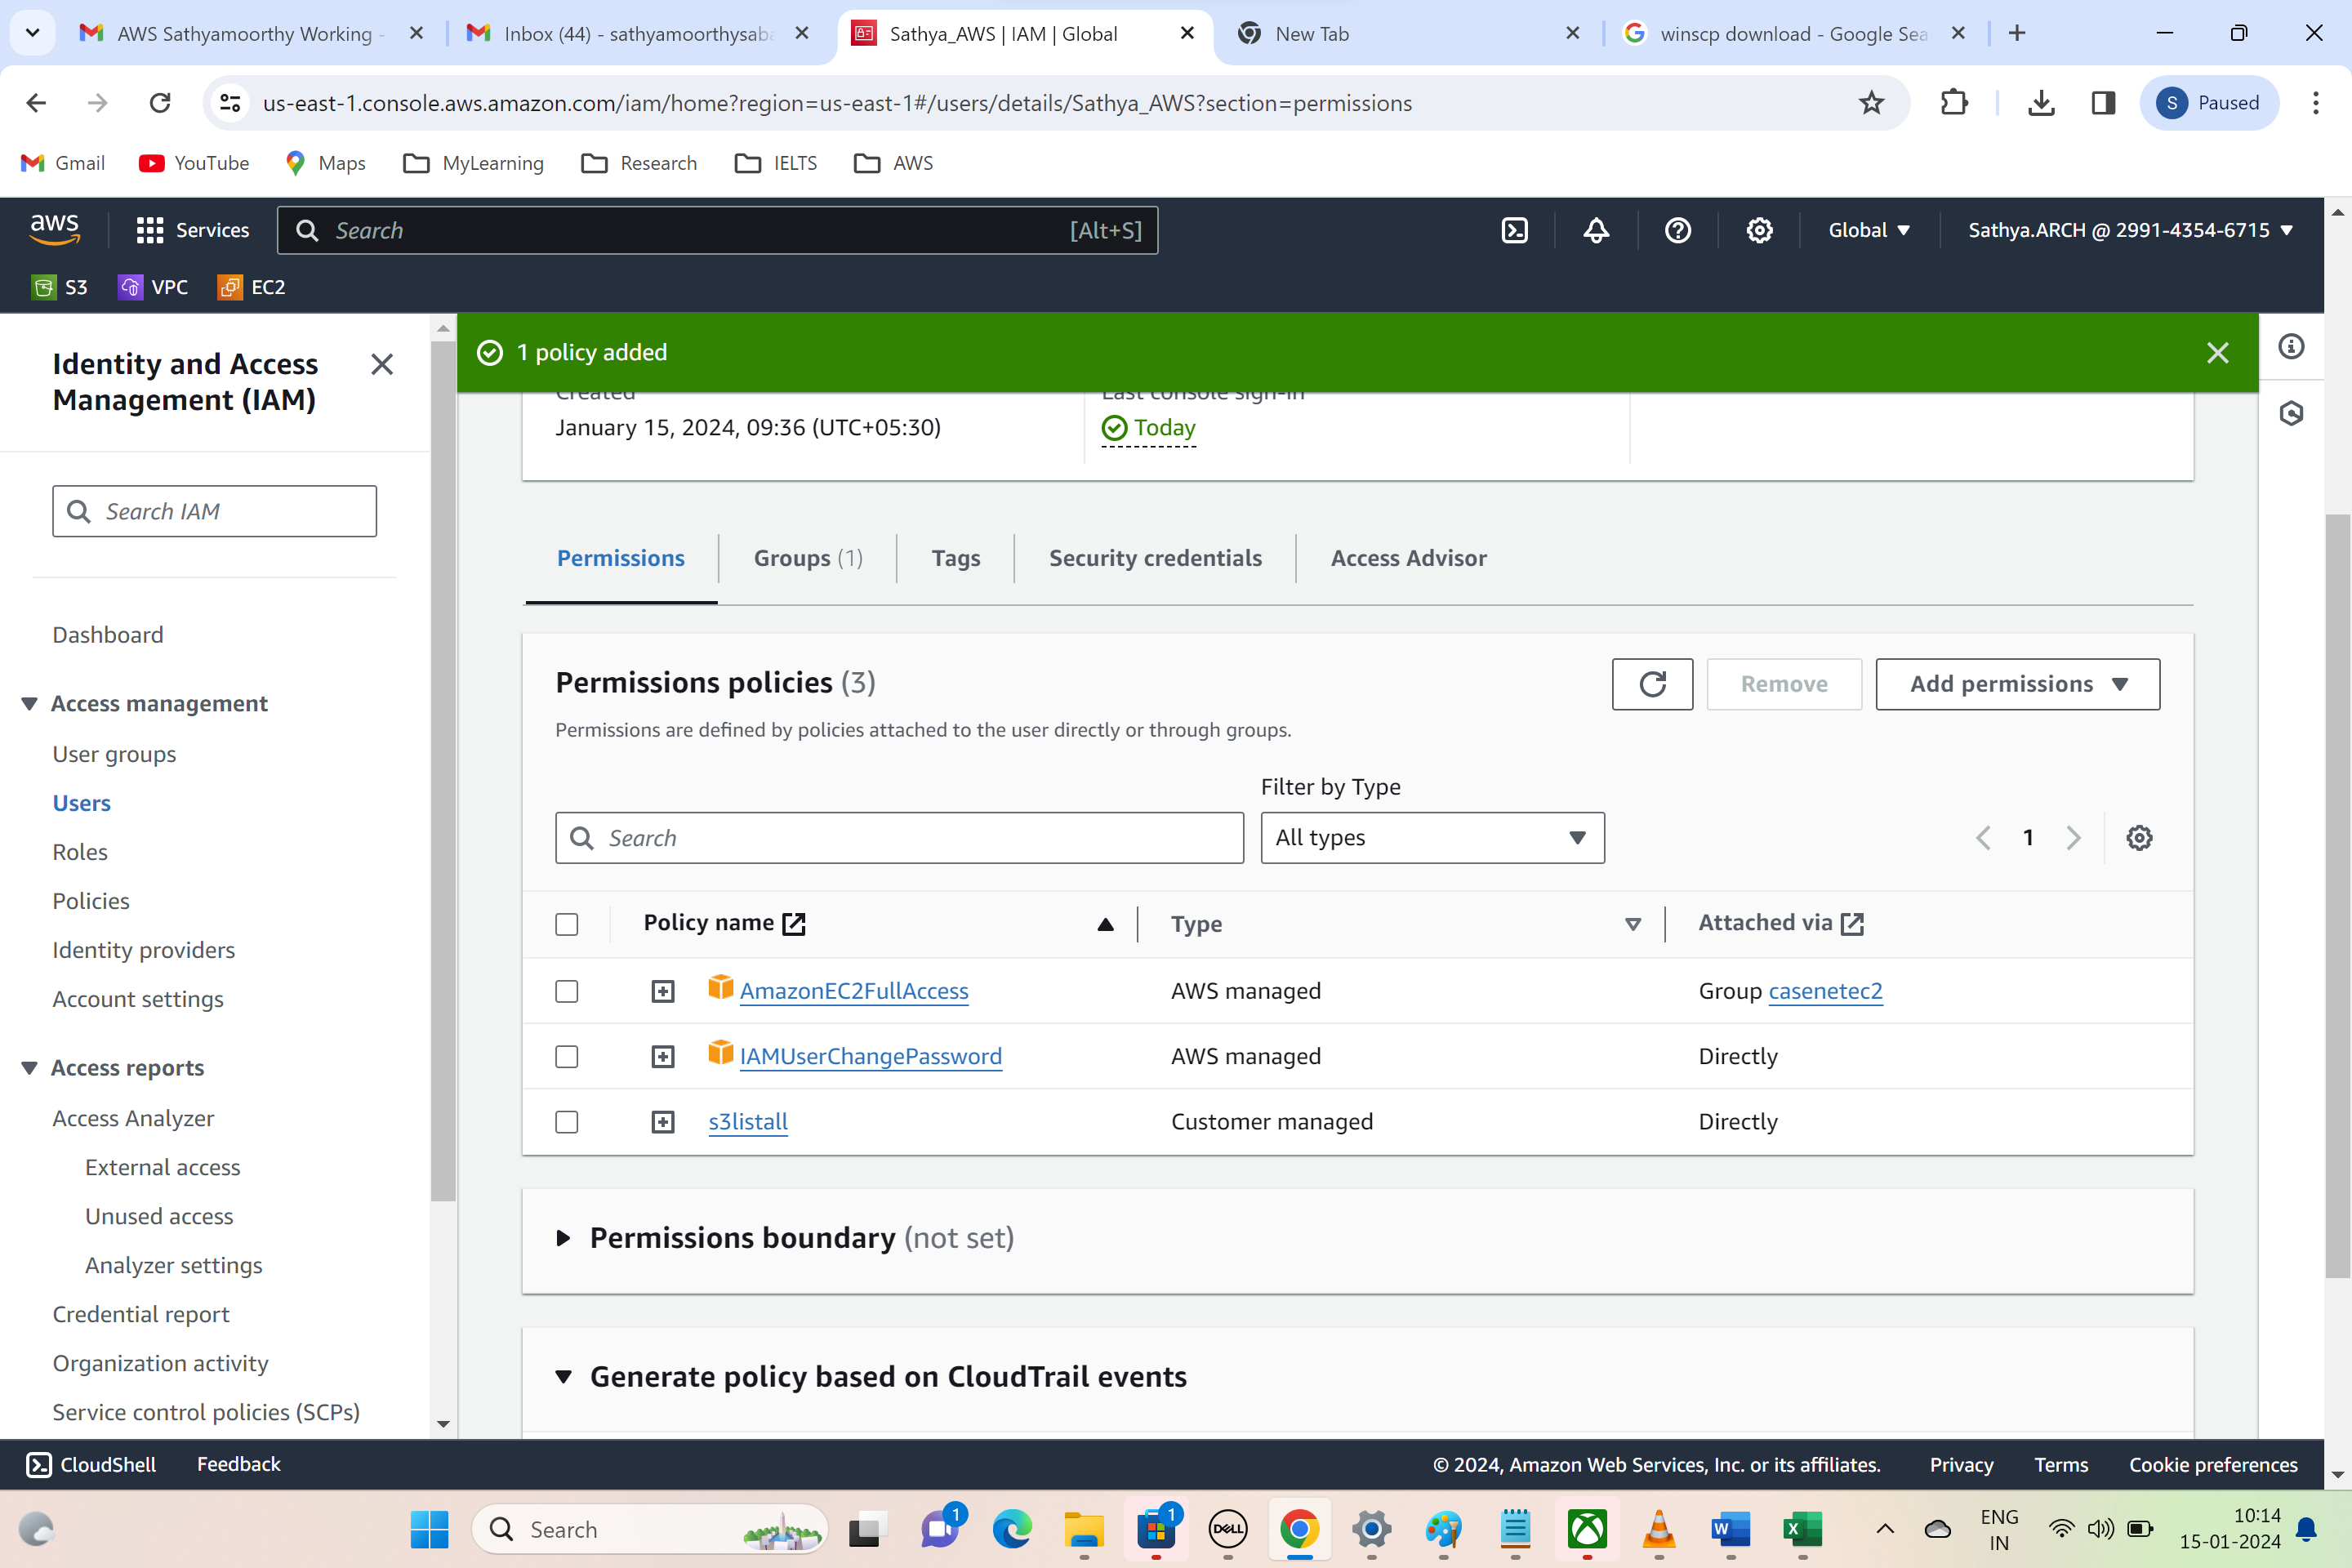 AWS Sathyamoorthy Working -
Inbox (44) - sathyamoorthysaba
Sathya_AWS | IAM | Global
New Tab
winscp download - Google Sea
us-east-1.console.aws.amazon.com/iam/home?region=us-east-1#/users/details/Sathya_AWS?section=permissions
S
Paused
Gmail
YouTube
Maps
MyLearning
Research
IELTS
AWS
aws
Services
Search
[Alt+S]
Global
Sathya.ARCH @ 2991-4354-6715
S3
VPC
EC2
Identity and Access
Management (IAM)
Search IAM
Dashboard
Access management
User groups
Users
Roles
Policies
Identity providers
Account settings
Access reports
Access Analyzer
External access
Unused access
Analyzer settings
Credential report
Organization activity
Service control policies (SCPs)
1 policy added
Created
Last console sign-in
January 15, 2024, 09:36 (UTC+05:30)
Today
Permissions
Groups (1)
Tags
Security credentials
Access Advisor
Permissions policies (3)
Remove
Add permissions
Permissions are defined by policies attached to the user directly or through groups.
Filter by Type
Search
All types
1
Policy name
Type
Attached via
AmazonEC2FullAccess
AWS managed
Group casenetec2
IAMUserChangePassword
AWS managed
Directly
s3listall
Customer managed
Directly
Permissions boundary (not set)
Generate policy based on CloudTrail events
CloudShell
Feedback
© 2024, Amazon Web Services, Inc. or its affiliates.
Privacy
Terms
Cookie preferences
Search
1
1
DELL
W
X
ENG
IN
10:14
15-01-2024